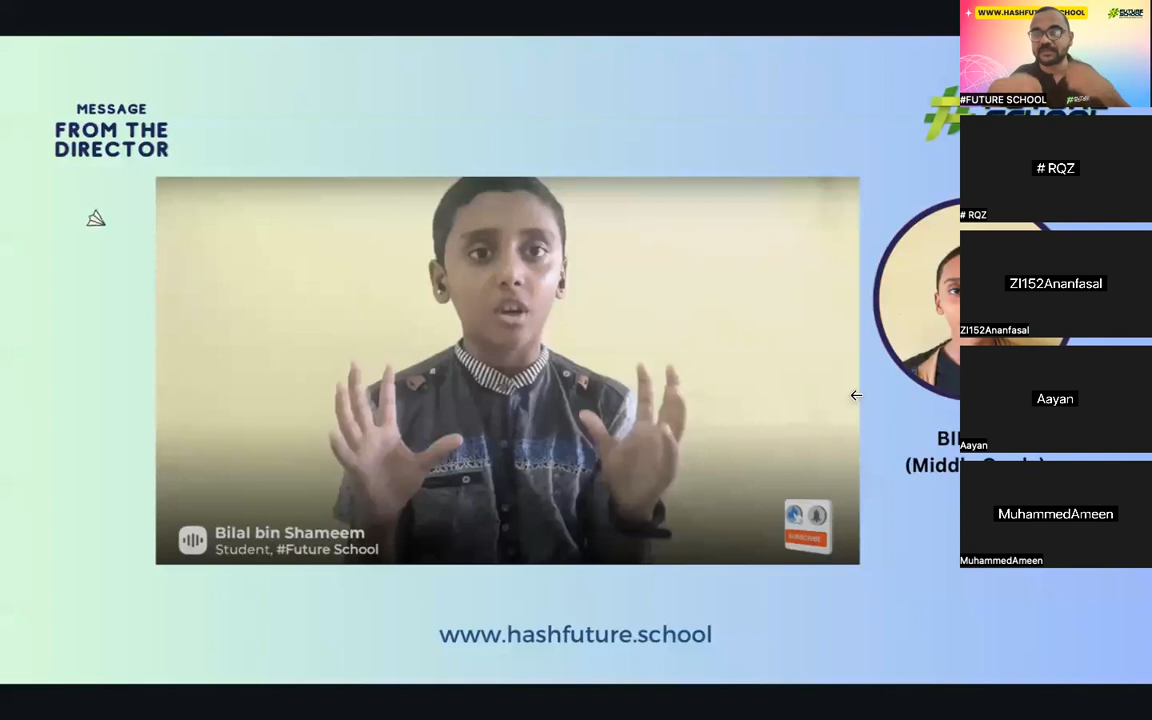 MESSAGE
FROM THE
DIRECTOR
Bilal bin Shameem
Student, #Future School
SUBSCRIBE
www.hashfuture.school
#FUTURE SCHOOL
# RQZ
# RQZ
ZI152Ananfasal
ZI152Ananfasal
Aayan
Aayan
MuhammedAmeen
MuhammedAmeen